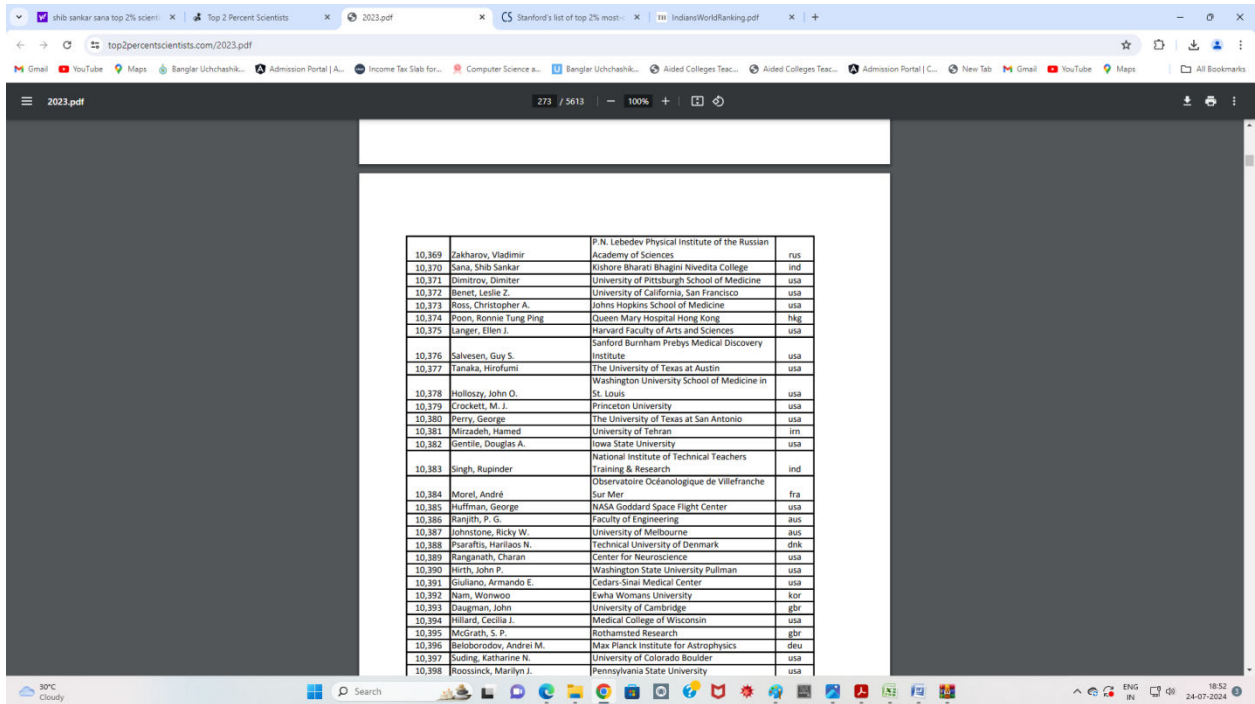 shib sankar sana top 2% scienti
Top 2 Percent Scientists
2023.pdf
Stanford's list of top 2% most-c
IndiansWorldRanking.pdf
top2percentscientists.com/2023.pdf
Gmail YouTube Maps Banglar Uchchashik... Admission Portal | A... Income Tax Slab for... Computer Science a... Banglar Uchchashik... Aided Colleges Teac... Aided Colleges Teac... Admission Portal | C... New Tab Gmail YouTube Maps All Bookmarks
2023.pdf 273 / 5613 100%
P.N. Lebedev Physical Institute of the Russian
10,369 Zakharov, Vladimir Academy of Sciences rus
10,370 Sana, Shib Sankar Kishore Bharati Bhagini Nivedita College ind
10,371 Dimitrov, Dimiter University of Pittsburgh School of Medicine usa
10,372 Benet, Leslie Z. University of California, San Francisco usa
10,373 Ross, Christopher A. Johns Hopkins School of Medicine usa
10,374 Poon, Ronnie Tung Ping Queen Mary Hospital Hong Kong hkg
10,375 Langer, Ellen J. Harvard Faculty of Arts and Sciences usa
Sanford Burnham Prebys Medical Discovery
10,376 Salvesen, Guy S. Institute usa
10,377 Tanaka, Hirofumi The University of Texas at Austin usa
Washington University School of Medicine in
10,378 Holloszy, John O. St. Louis usa
10,379 Crockett, M. J. Princeton University usa
10,380 Perry, George The University of Texas at San Antonio usa
10,381 Mirzadeh, Hamed University of Tehran irn
10,382 Gentile, Douglas A. Iowa State University usa
National Institute of Technical Teachers
10,383 Singh, Rupinder Training & Research ind
Observatoire Océanologique de Villefranche
10,384 Morel, André Sur Mer fra
10,385 Huffman, George NASA Goddard Space Flight Center usa
10,386 Ranjith, P. G. Faculty of Engineering aus
10,387 Johnstone, Ricky W. University of Melbourne aus
10,388 Psaraftis, Harilaos N. Technical University of Denmark dnk
10,389 Ranganath, Charan Center for Neuroscience usa
10,390 Hirth, John P. Washington State University Pullman usa
10,391 Giuliano, Armando E. Cedars-Sinai Medical Center usa
10,392 Nam, Wonwoo Ewha Womans University kor
10,393 Daugman, John University of Cambridge gbr
10,394 Hillard, Cecilia J. Medical College of Wisconsin usa
10,395 McGrath, S. P. Rothamsted Research gbr
10,396 Beloborodov, Andrei M. Max Planck Institute for Astrophysics deu
10,397 Suding, Katharine N. University of Colorado Boulder usa
10,398 Roossinck, Marilyn J. Pennsylvania State University usa
30°C
Cloudy
Search
ENG
IN
18:52
24-07-2024